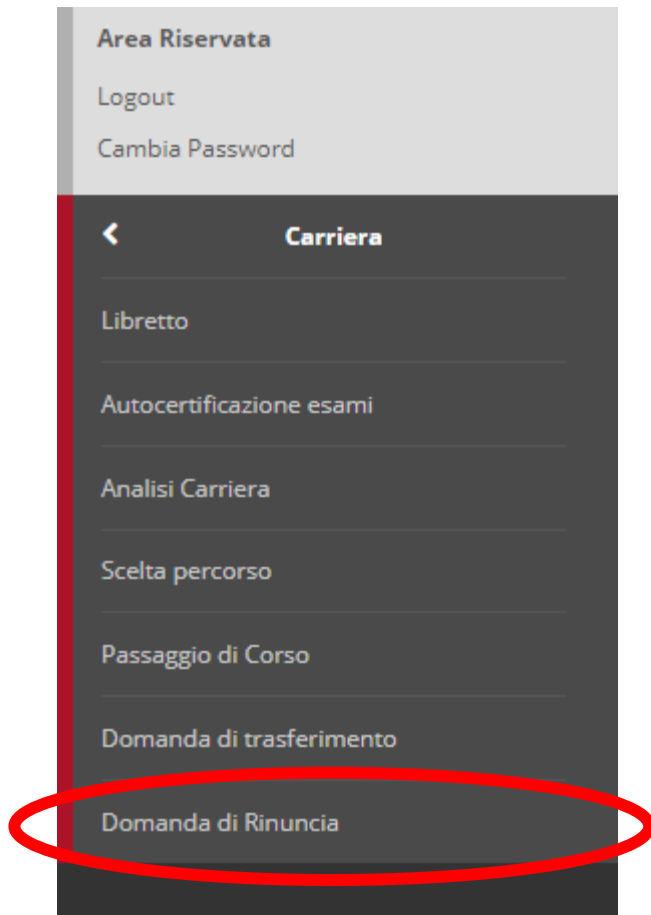 Area Riservata
Logout
Cambia Password
Carriera
Libretto
Autocertificazione esami
Analisi Carriera
Scelta percorso
Passaggio di Corso
Domanda di trasferimento
Domanda di Rinuncia